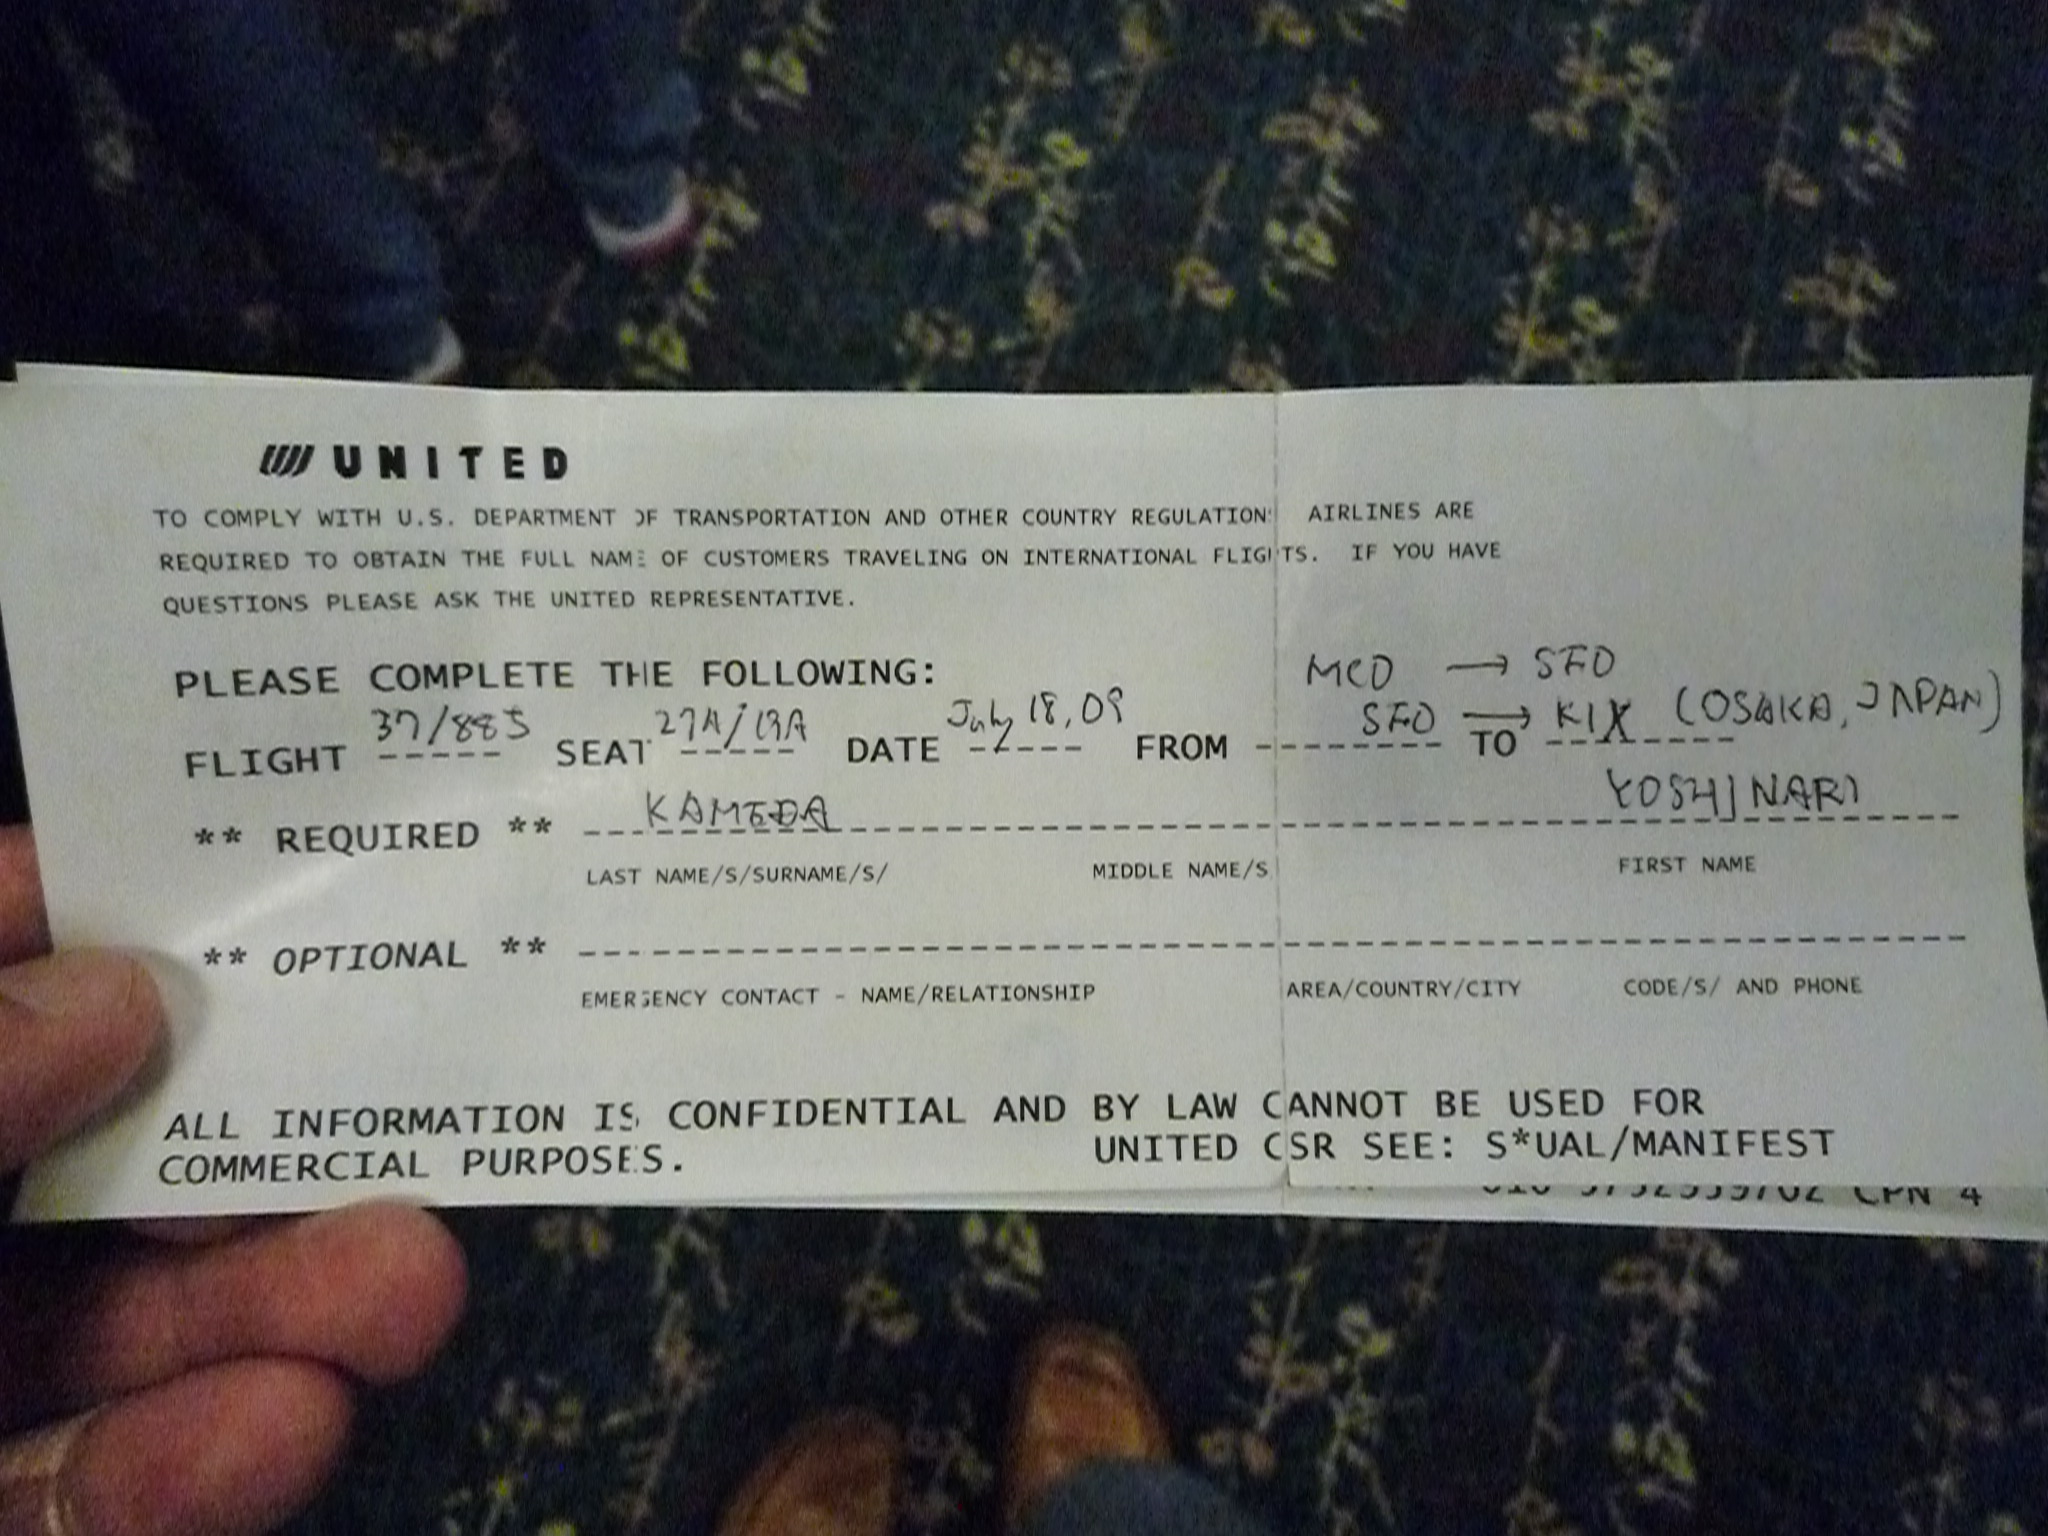 UNITED
TO COMPLY WITH U.S. DEPARTMENT OF TRANSPORTATION AND OTHER COUNTRY REGULATION AIRLINES ARE
REQUIRED TO OBTAIN THE FULL NAME OF CUSTOMERS TRAVELING ON INTERNATIONAL FLIGHTS. IF YOU HAVE
QUESTIONS PLEASE ASK THE UNITED REPRESENTATIVE.
PLEASE COMPLETE THE FOLLOWING: MCO → SFO
FLIGHT 37/885 SEAT 27A/19A DATE July 18, 09 FROM SFO TO → KIX (OSAKA, JAPAN)
** REQUIRED ** KAMEDA YOSHINARI
LAST NAME/S/SURNAME/S/ MIDDLE NAME/S FIRST NAME
** OPTIONAL **
EMERGENCY CONTACT - NAME/RELATIONSHIP AREA/COUNTRY/CITY CODE/S/ AND PHONE
ALL INFORMATION IS CONFIDENTIAL AND BY LAW CANNOT BE USED FOR
COMMERCIAL PURPOSES. UNITED CSR SEE: S*UAL/MANIFEST
CPN 4